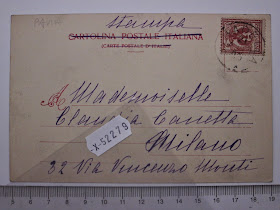 Stampa
CARTOLINA POSTALE ITALIANA
(CARTE POSTALE D'ITALIE)
A Mademoiselle
Claudia Canetta
-X-52279
Milano
32 Via Vincenzo Monti